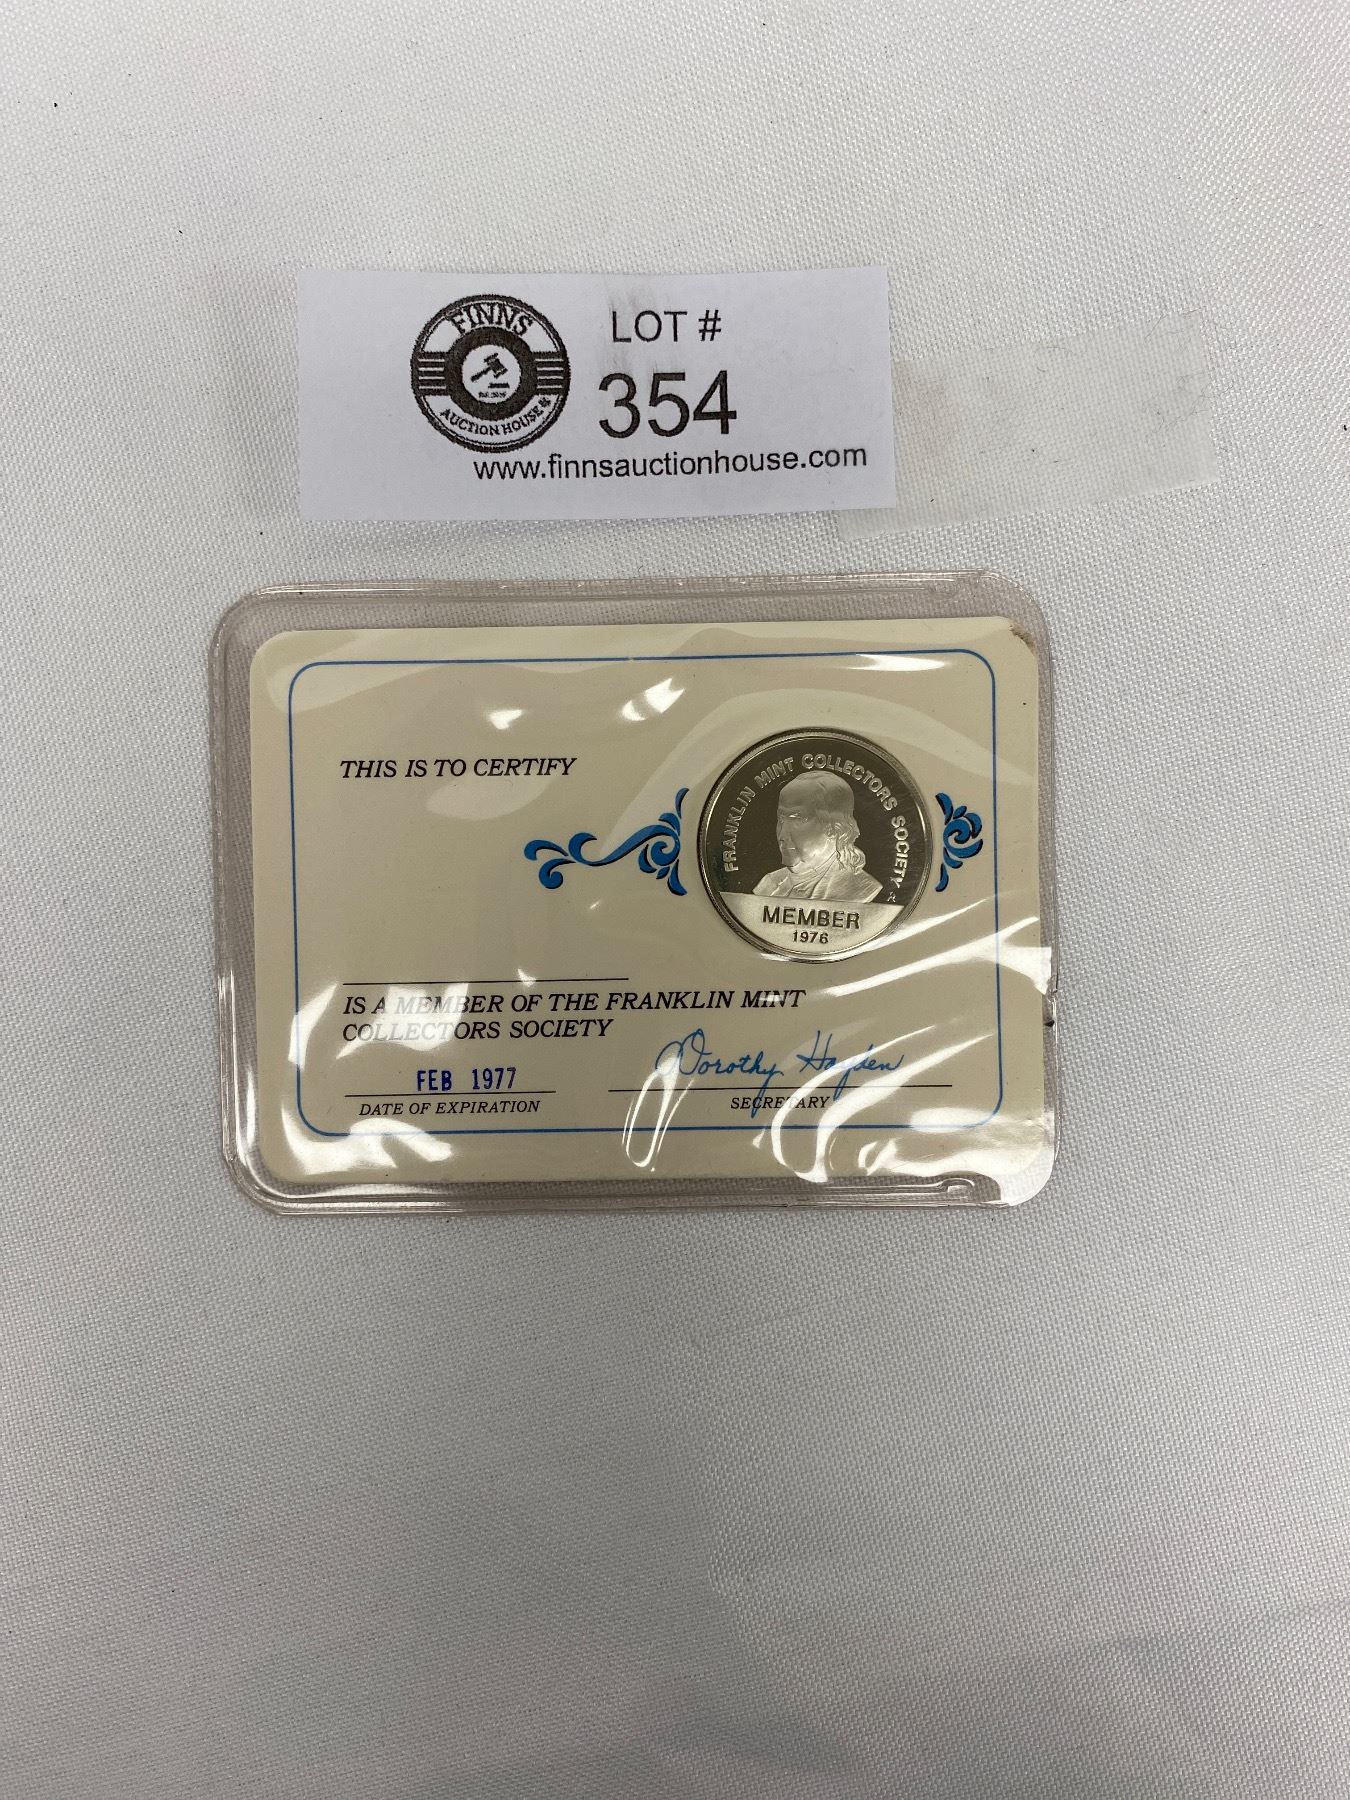 FINNS
AUCTION HOUSE &
LOT #
354
www.finnsauctionhouse.com
THIS IS TO CERTIFY
FRANKLIN MINT COLLECTORS SOCIETY
MEMBER
1976
IS A MEMBER OF THE FRANKLIN MINT
COLLECTORS SOCIETY
Dorothy Hayden
FEB 1977
DATE OF EXPIRATION
SECRETARY